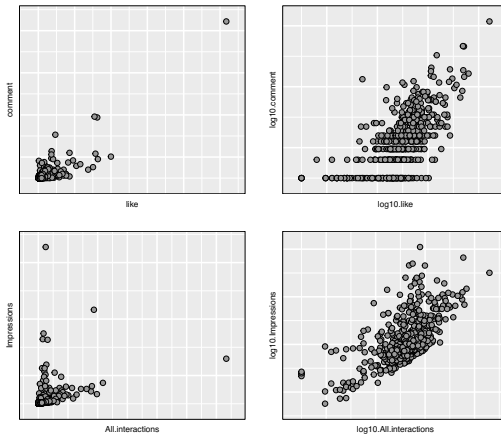 comment
like
log10.comment
log10.like
Impressions
All.interactions
log10.Impressions
log10.All.interactions